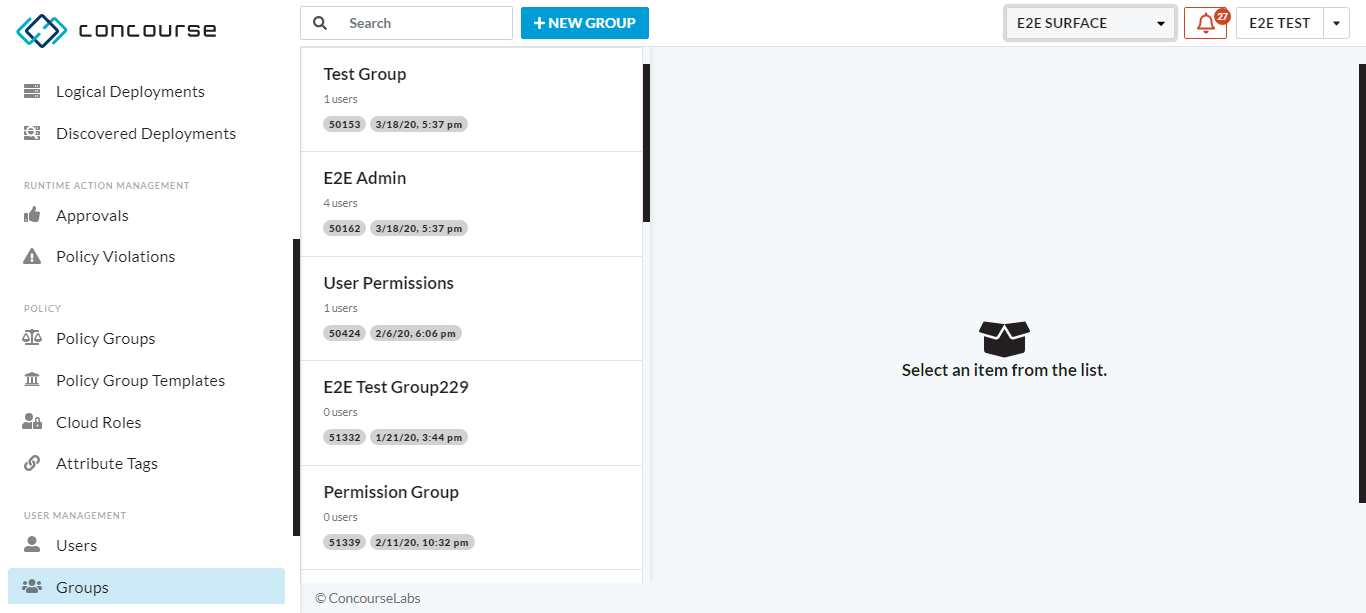 concourse
Search
NEW GROUP
E2E SURFACE
27
E2E TEST
Logical Deployments
Discovered Deployments
RUNTIME ACTION MANAGEMENT
Approvals
Policy Violations
POLICY
Policy Groups
Policy Group Templates
Cloud Roles
Attribute Tags
USER MANAGEMENT
Users
Groups
Test Group
1 users
50153 3/18/20, 5:37 pm
E2E Admin
4 users
50162 3/18/20, 5:37 pm
User Permissions
1 users
50424 2/6/20, 6:06 pm
E2E Test Group229
0 users
51332 1/21/20, 3:44 pm
Permission Group
0 users
51339 2/11/20, 10:32 pm
Select an item from the list.
© ConcourseLabs